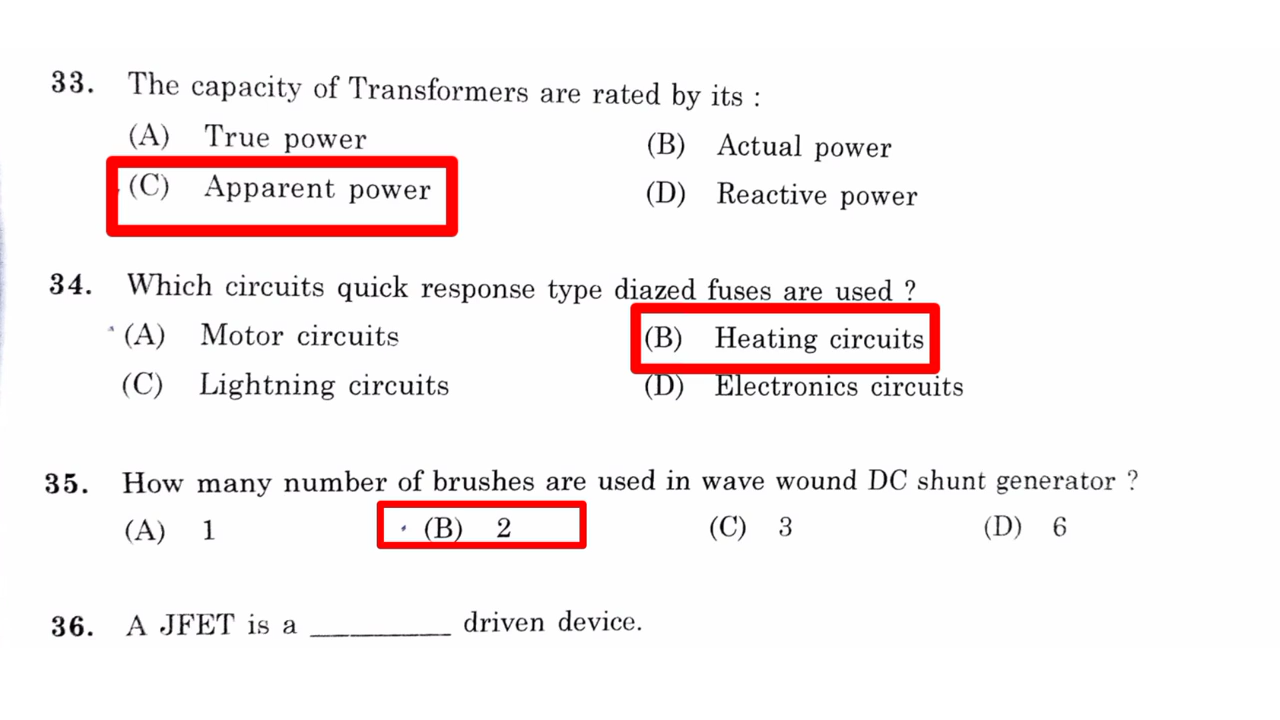 33. The capacity of Transformers are rated by its :
(A) True power (B) Actual power
(C) Apparent power (D) Reactive power
34. Which circuits quick response type diazed fuses are used ?
(A) Motor circuits (B) Heating circuits
(C) Lightning circuits (D) Electronics circuits
35. How many number of brushes are used in wave wound DC shunt generator ?
(A) 1 (B) 2 (C) 3 (D) 6
36. A JFET is a ________ driven device.